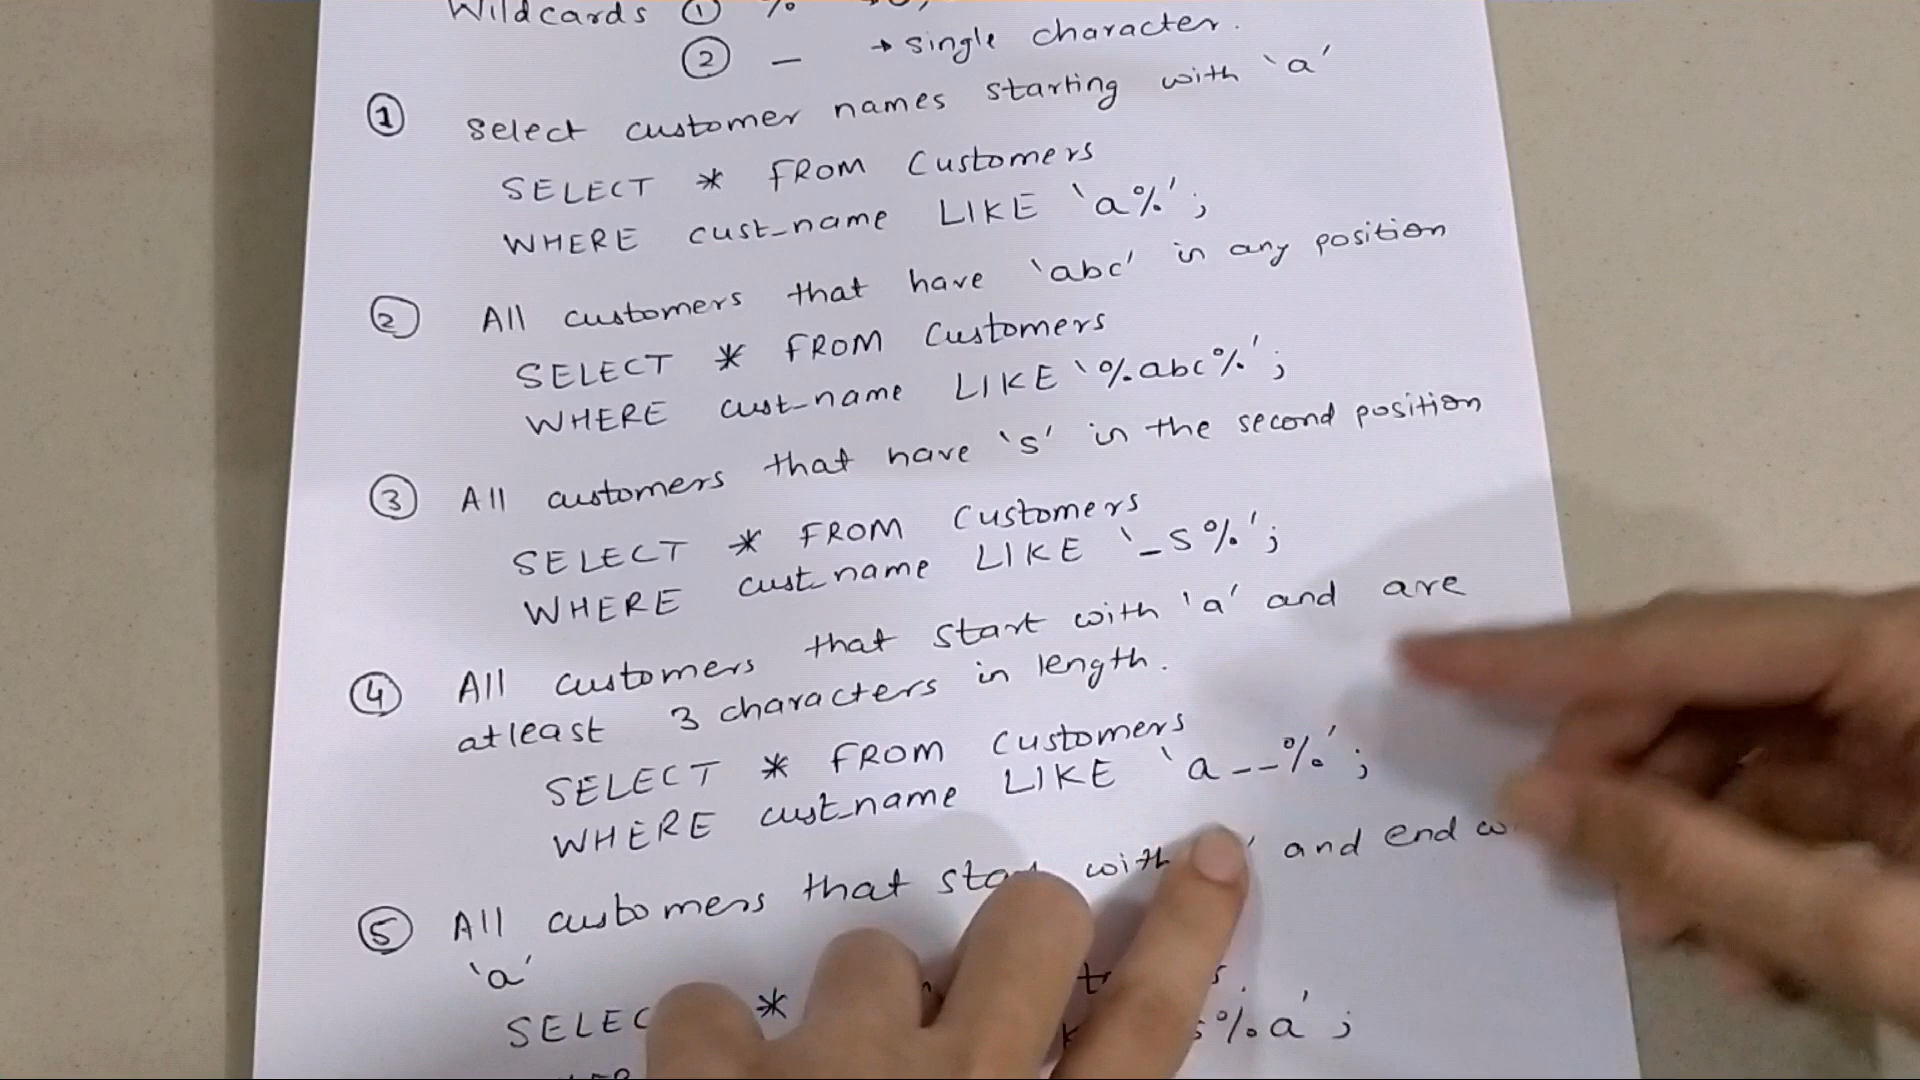 Wildcards ① %
② _ → single character.
① select customer names starting with 'a'
SELECT * FROM Customers
WHERE cust_name LIKE 'a%';
② All customers that have 'abc' in any position
SELECT * FROM Customers
WHERE cust_name LIKE '%abc%';
③ All customers that have 's' in the second position
SELECT * FROM Customers
WHERE cust_name LIKE '_s%';
④ All customers that start with 'a' and are
atleast 3 characters in length.
SELECT * FROM Customers
WHERE cust_name LIKE 'a__%';
⑤ All customers that with and end
'a'
*
%a';